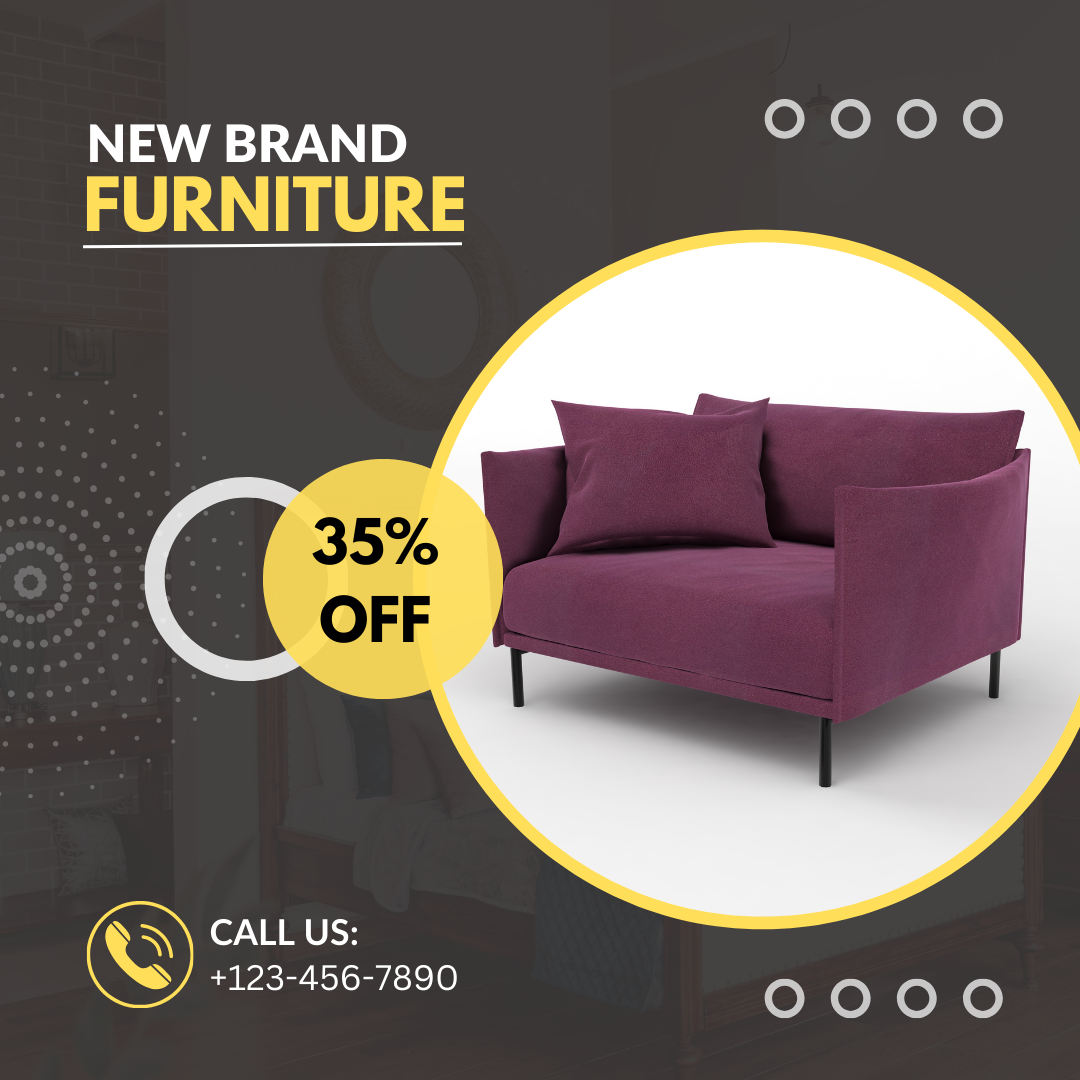 NEW BRAND
FURNITURE
35%
OFF
CALL US:
+123-456-7890